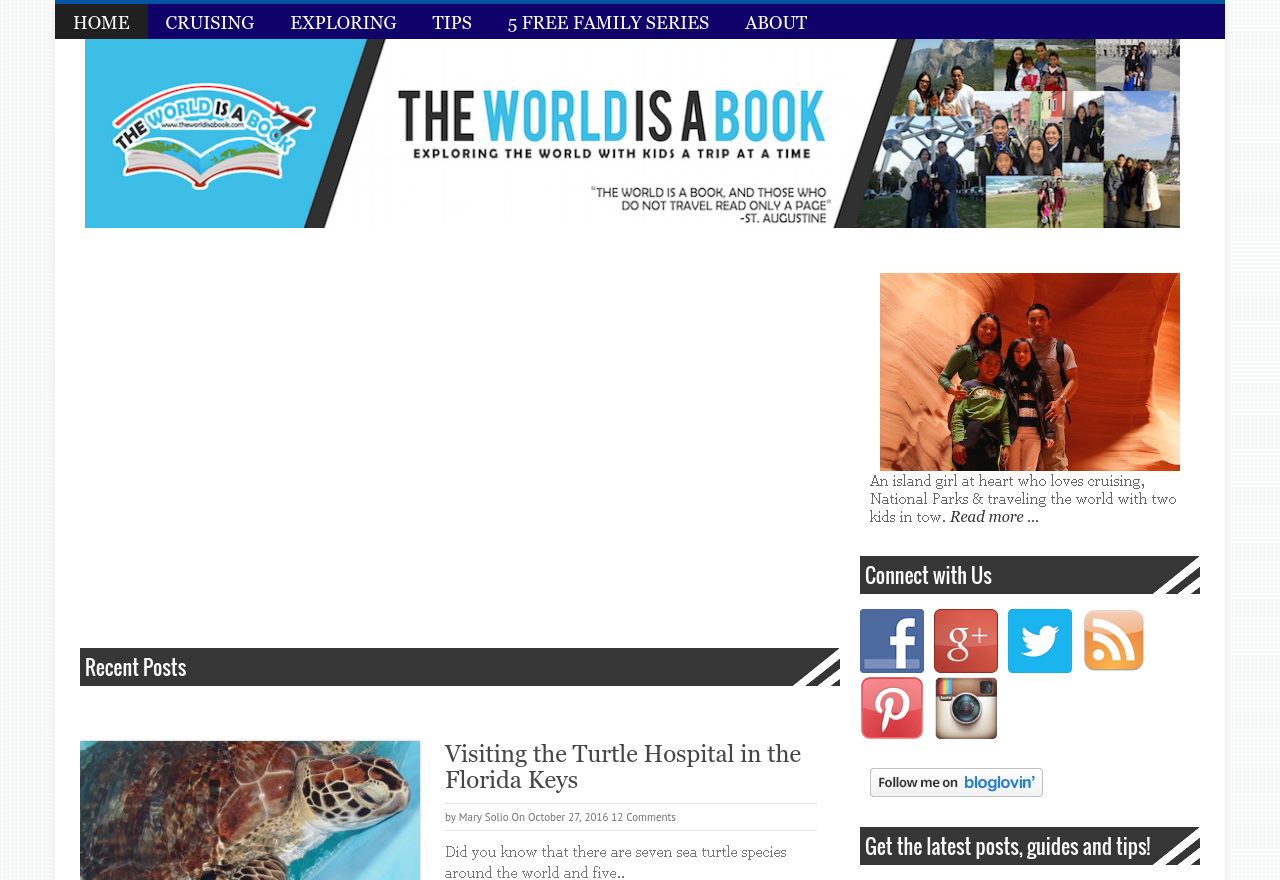 HOME CRUISING EXPLORING TIPS 5 FREE FAMILY SERIES ABOUT
THE WORLD IS A BOOK
www.theworldisabook.com
THE WORLD IS A BOOK
EXPLORING THE WORLD WITH KIDS A TRIP AT A TIME
“THE WORLD IS A BOOK, AND THOSE WHO
DO NOT TRAVEL READ ONLY A PAGE”
-ST. AUGUSTINE
An island girl at heart who loves cruising,
National Parks & traveling the world with two
kids in tow. Read more ...
Connect with Us
f
g+
Follow me on bloglovin’
Get the latest posts, guides and tips!
Recent Posts
Visiting the Turtle Hospital in the
Florida Keys
by Mary Solio On October 27, 2016 12 Comments
Did you know that there are seven sea turtle species
around the world and five..